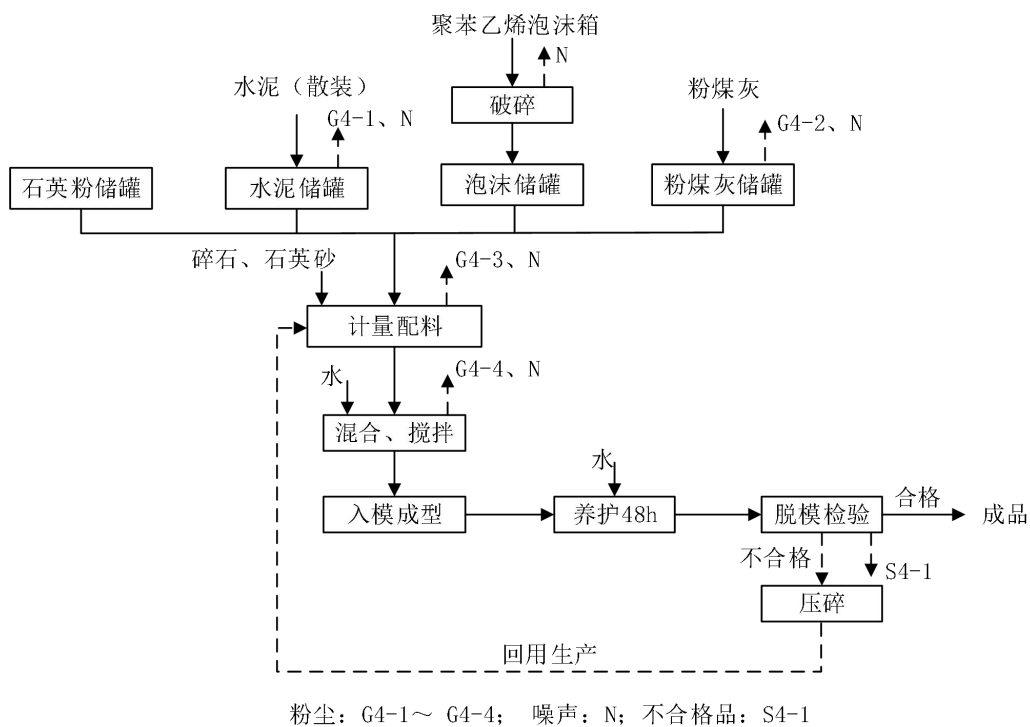 聚苯乙烯泡沫箱
N
水泥（散装）
G4-1、N
破碎
粉煤灰
G4-2、N
石英粉储罐
水泥储罐
泡沫储罐
粉煤灰储罐
碎石、石英砂
G4-3、N
计量配料
水
G4-4、N
混合、搅拌
水
入模成型
养护48h
脱模检验
合格
成品
不合格
S4-1
压碎
回用生产
粉尘：G4-1～ G4-4； 噪声：N；不合格品：S4-1